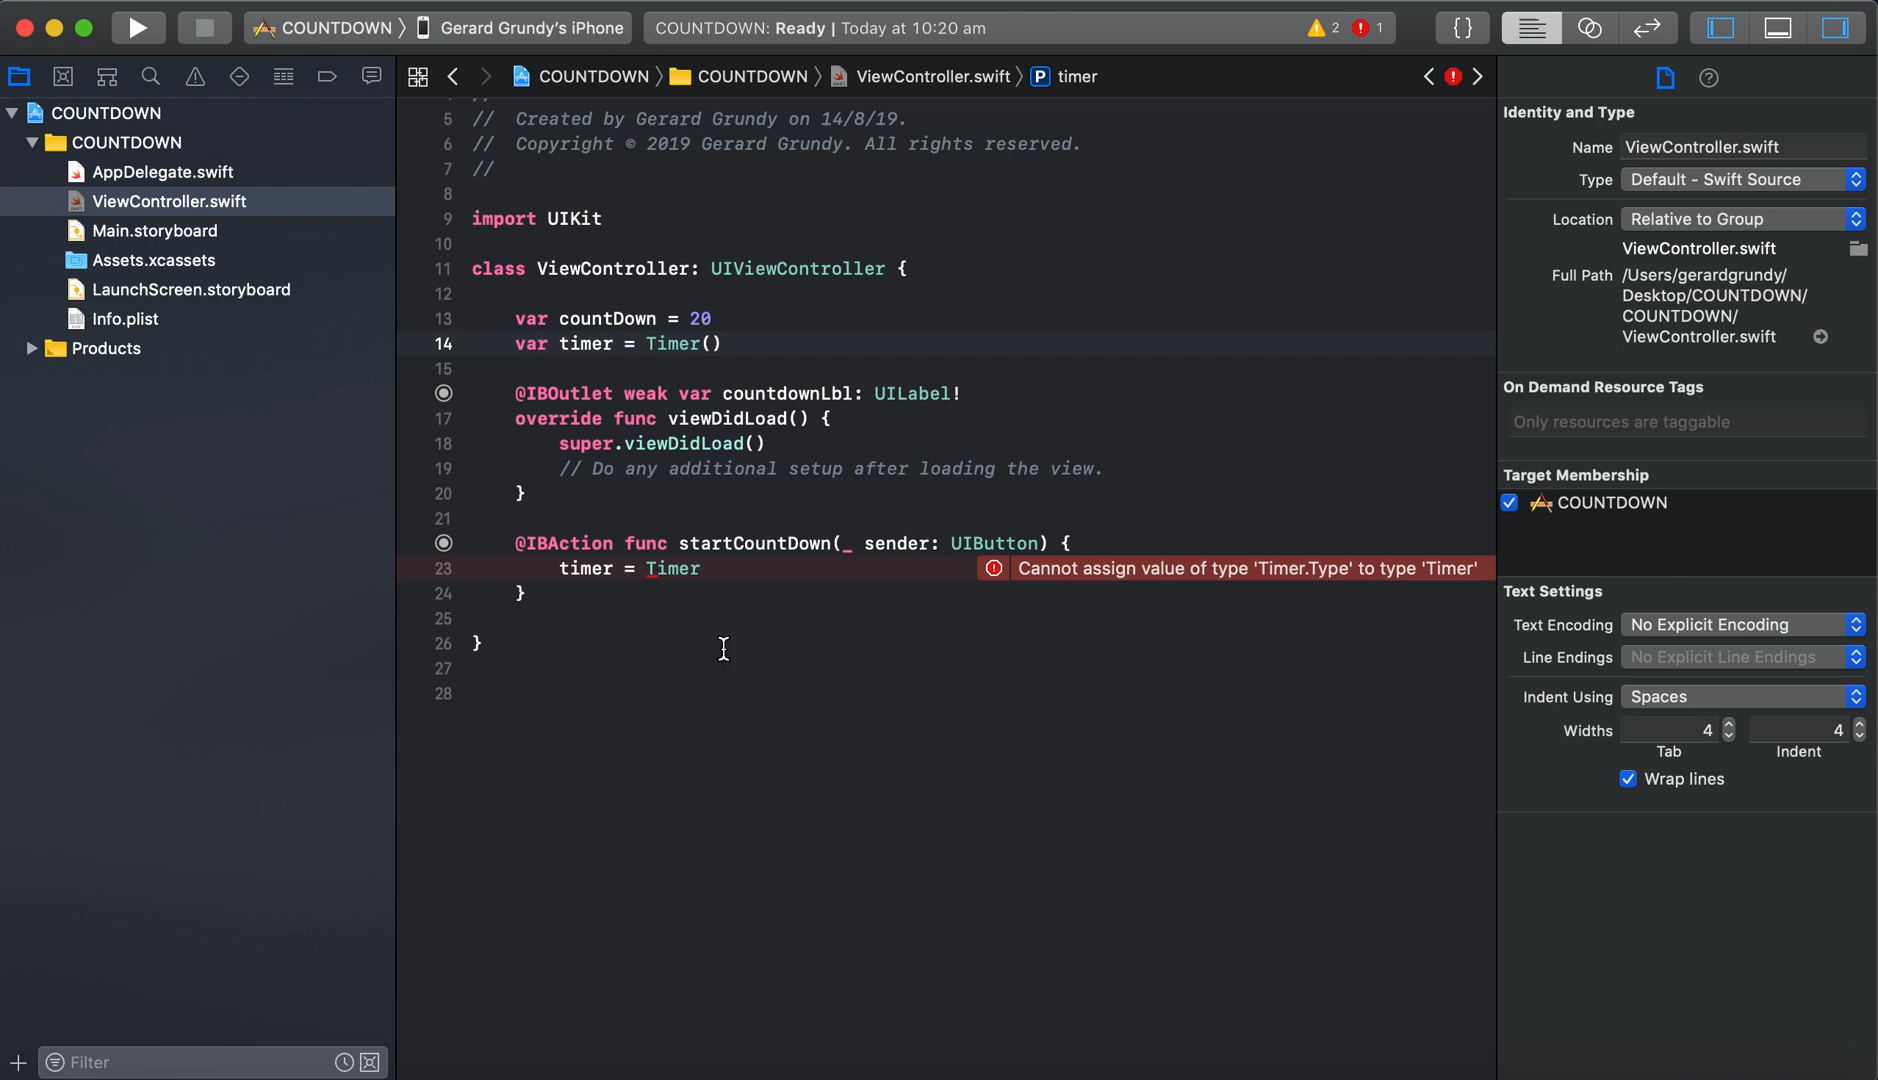 COUNTDOWN 〉 Gerard Grundy's iPhone
COUNTDOWN: Ready | Today at 10:20 am
2
1
{}
COUNTDOWN 〉 COUNTDOWN 〉 ViewController.swift 〉 P timer
COUNTDOWN
COUNTDOWN
AppDelegate.swift
ViewController.swift
Main.storyboard
Assets.xcassets
LaunchScreen.storyboard
Info.plist
Products
Filter
5 // Created by Gerard Grundy on 14/8/19.
6 // Copyright © 2019 Gerard Grundy. All rights reserved.
7 //
8
9 import UIKit
10
11 class ViewController: UIViewController {
12
13 var countDown = 20
14 var timer = Timer()
15
@IBOutlet weak var countdownLbl: UILabel!
17 override func viewDidLoad() {
18 super.viewDidLoad()
19 // Do any additional setup after loading the view.
20 }
21
@IBAction func startCountDown(_ sender: UIButton) {
23 timer = Timer Cannot assign value of type 'Timer.Type' to type 'Timer'
24 }
25
26 }
27
28
Identity and Type
Name ViewController.swift
Type Default - Swift Source
Location Relative to Group
ViewController.swift
Full Path /Users/gerardgrundy/
Desktop/COUNTDOWN/
COUNTDOWN/
ViewController.swift
On Demand Resource Tags
Only resources are taggable
Target Membership
COUNTDOWN
Text Settings
Text Encoding No Explicit Encoding
Line Endings No Explicit Line Endings
Indent Using Spaces
Widths 4 4
Tab Indent
Wrap lines